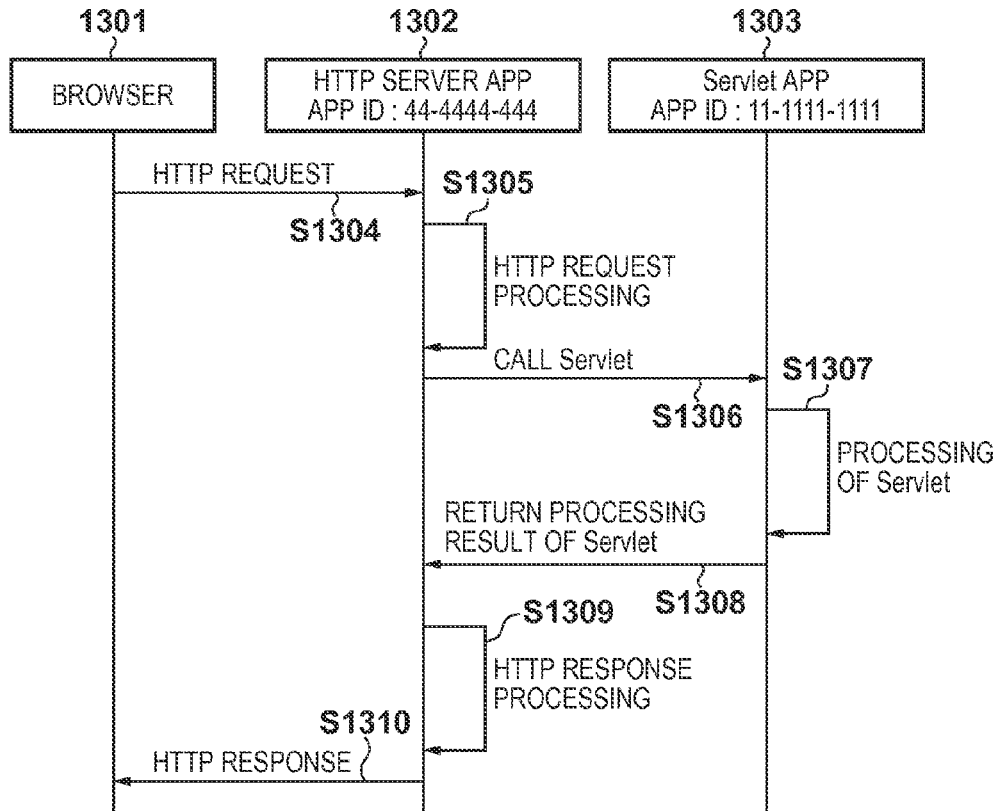 1301
1302
1303
BROWSER
HTTP SERVER APP
APP ID : 44-4444-444
Servlet APP
APP ID : 11-1111-1111
HTTP REQUEST
S1304
S1305
HTTP REQUEST
PROCESSING
CALL Servlet
S1306
S1307
PROCESSING
OF Servlet
RETURN PROCESSING
RESULT OF Servlet
S1308
S1309
HTTP RESPONSE
PROCESSING
S1310
HTTP RESPONSE